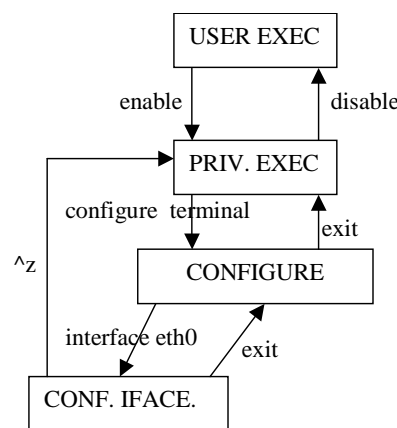 USER EXEC
enable
disable
PRIV. EXEC
configure terminal
exit
^z
CONFIGURE
interface eth0
exit
CONF. IFACE.